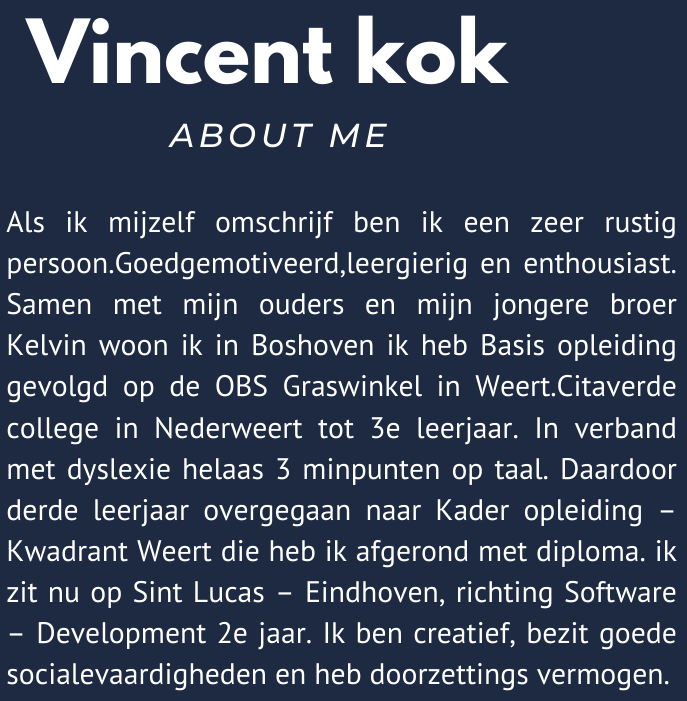 Vincent kok
ABOUT ME
Als ik mijzelf omschrijf ben ik een zeer rustig
persoon.Goedgemotiveerd,leergierig en enthousiast.
Samen met mijn ouders en mijn jongere broer
Kelvin woon ik in Boshoven ik heb Basis opleiding
gevolgd op de OBS Graswinkel in Weert.Citaverde
college in Nederweert tot 3e leerjaar. In verband
met dyslexie helaas 3 minpunten op taal. Daardoor
derde leerjaar overgegaan naar Kader opleiding –
Kwadrant Weert die heb ik afgerond met diploma. ik
zit nu op Sint Lucas – Eindhoven, richting Software
– Development 2e jaar. Ik ben creatief, bezit goede
socialevaardigheden en heb doorzettings vermogen.